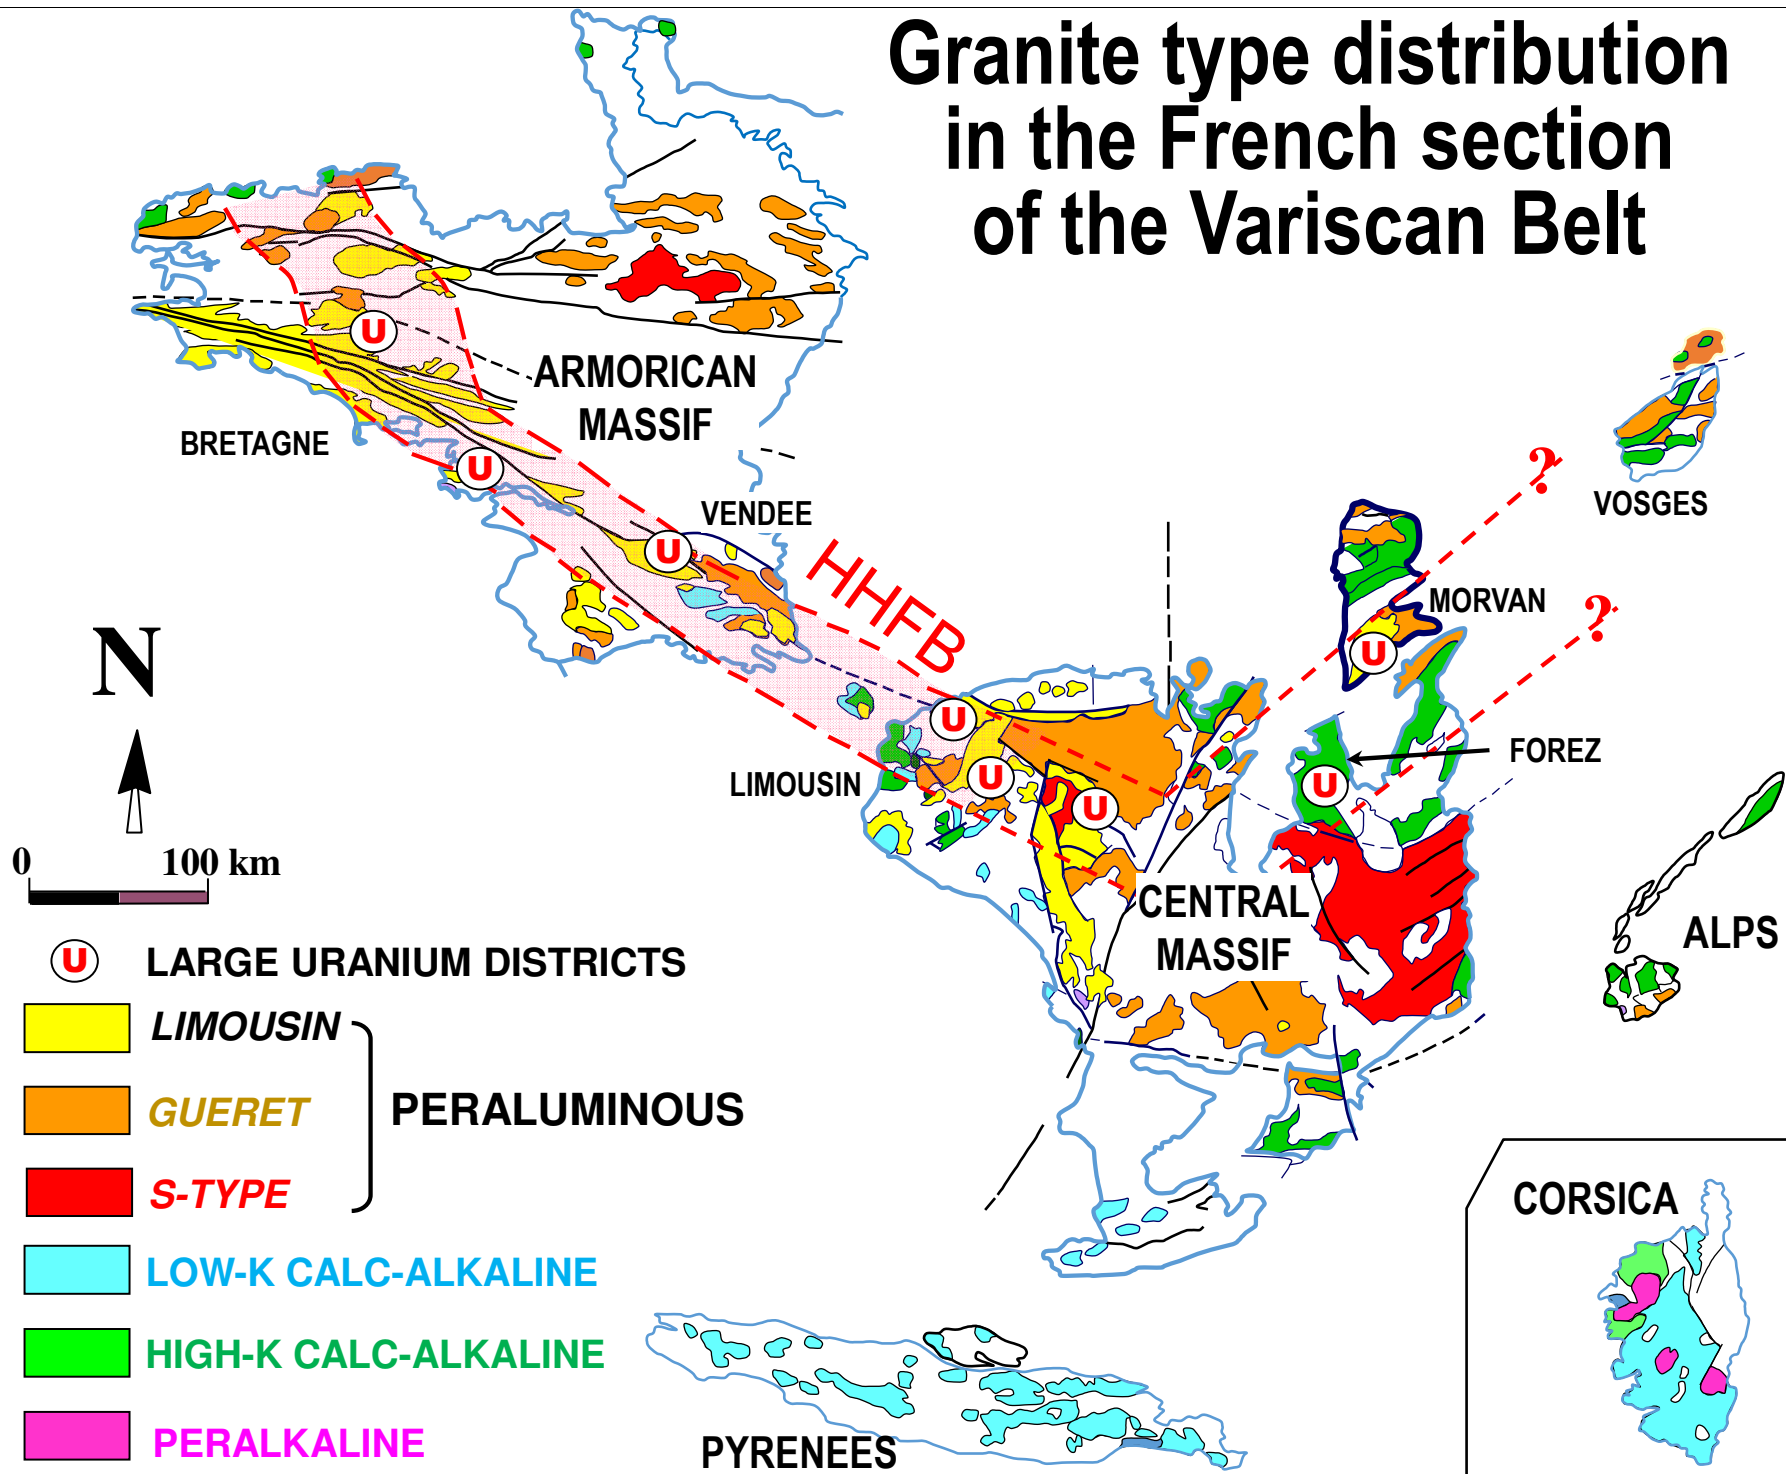 Granite type distribution
in the French section
of the Variscan Belt
U
ARMORICAN
MASSIF
BRETAGNE
U
?
VOSGES
VENDEE
U
HHFB
MORVAN
?
N
U
U
FOREZ
LIMOUSIN
U
U
U
0 100 km
CENTRAL
MASSIF
ALPS
U LARGE URANIUM DISTRICTS
LIMOUSIN
GUERET
PERALUMINOUS
S-TYPE
CORSICA
LOW-K CALC-ALKALINE
HIGH-K CALC-ALKALINE
PERALKALINE
PYRENEES